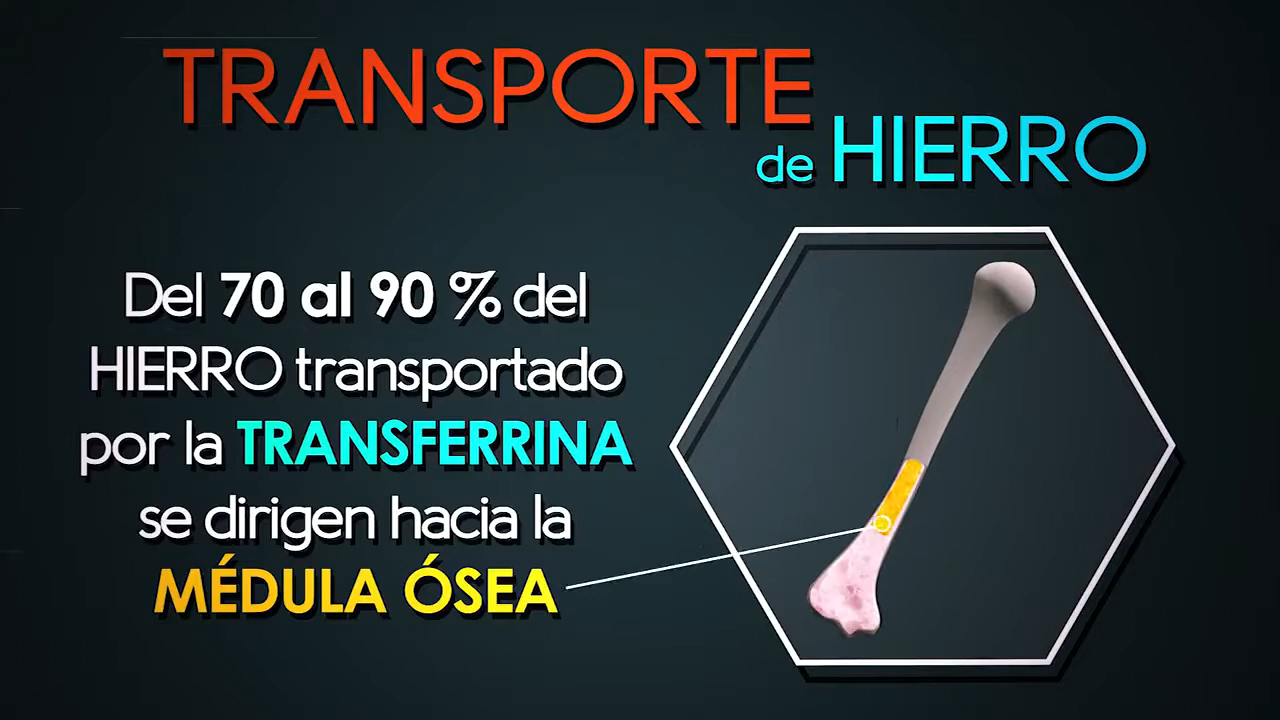 TRANSPORTE
de HIERRO
Del 70 al 90 % del
HIERRO transportado
por la TRANSFERRINA
se dirigen hacia la
MÉDULA ÓSEA